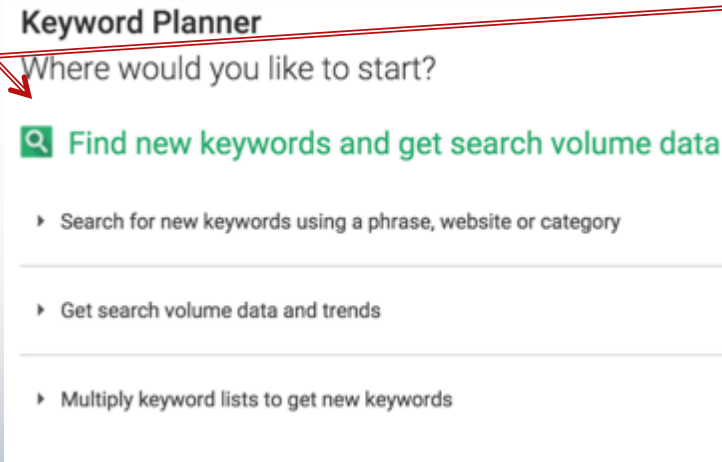 Keyword Planner
Where would you like to start?
Find new keywords and get search volume data
Search for new keywords using a phrase, website or category
Get search volume data and trends
Multiply keyword lists to get new keywords